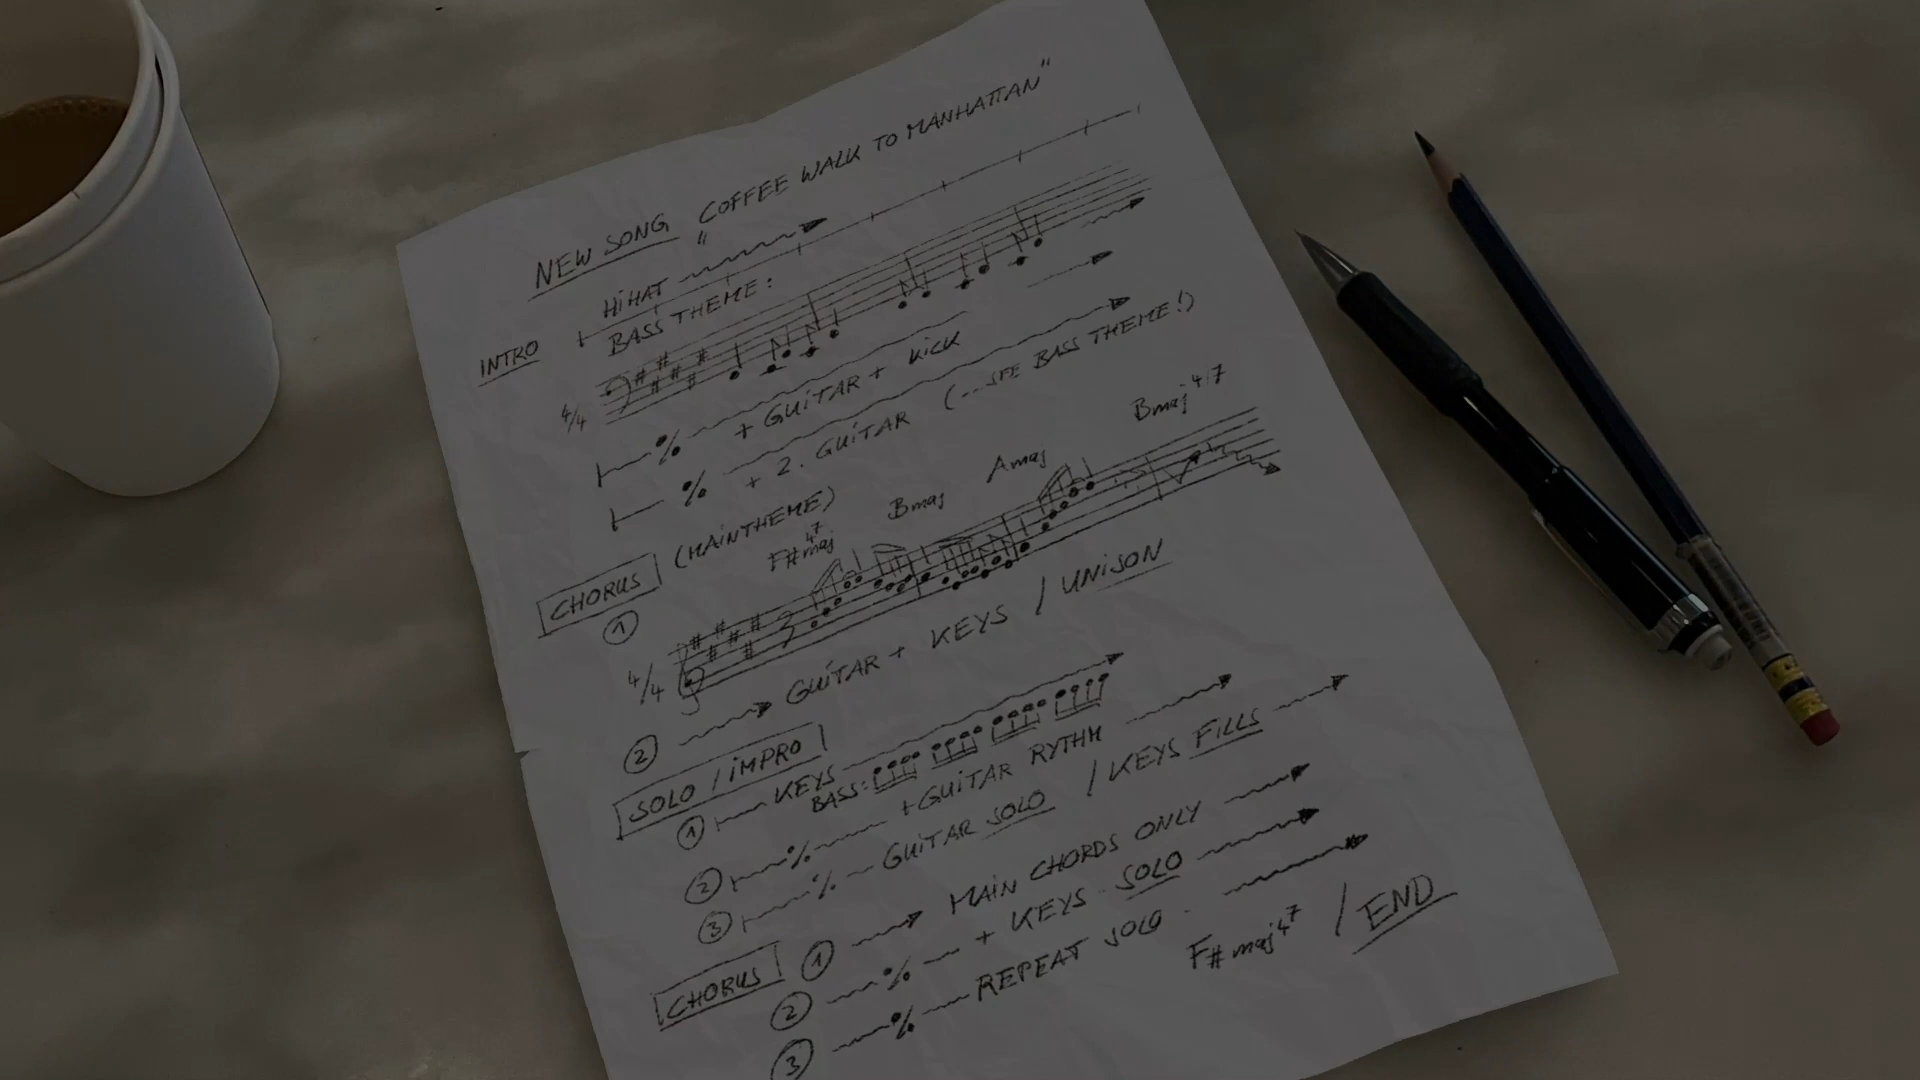 NEW SONG "COFFEE WALK TO MANHATTAN"
HiHAT
INTRO
BASS THEME:
4/4
% + GUiTAR + KiCK
% + 2. GUiTAR (...SEE BASS THEME!)
CHORUS (MAiNTHEME)
F#maj 4 7 Bmaj Amaj Bmaj 4/7
1
4/4
2 GUiTAR + KEYS / UNiSON
SOLO / iMPRO
1 KEYS
BASS:
2 % +GUiTAR RYTHM
3 % GUiTAR SOLO / KEYS FiLLS
CHORUS 1 MAiN CHORDS ONLY
2 % + KEYS SOLO
3 % REPEAT SOLO F#maj 4 7 / END